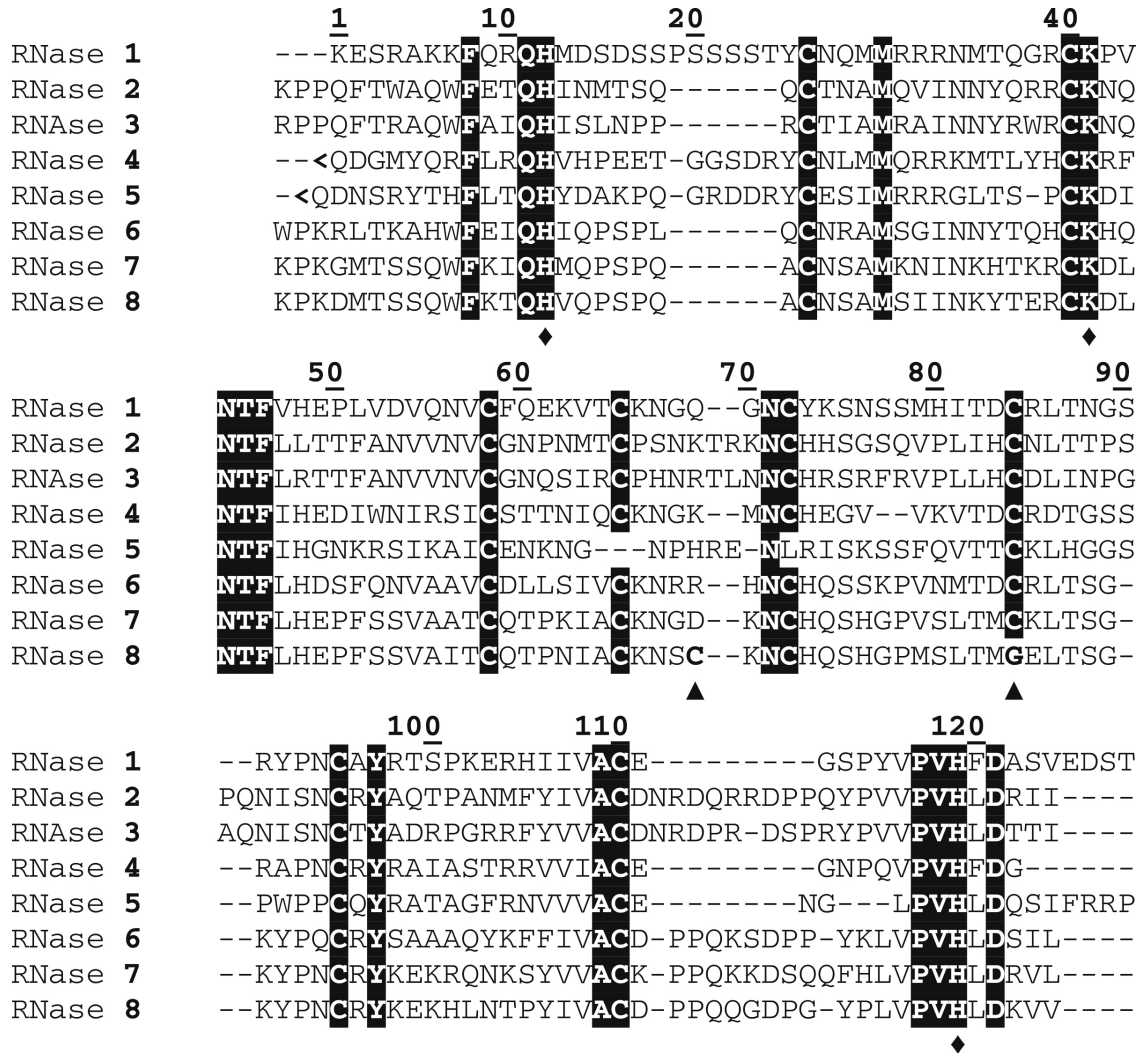 1 10 20 40
RNase 1 ---KESRAKKFQRQHMDSDSSPSSSSTYCNQMMRRRNMTQGRCKPV
RNase 2 KPPQFTWAQWFETQHINMTSQ------QCTNAMQVINNYQRRCKNQ
RNAse 3 RPPQFTRAQWFAIQHISLNPP------RCTIAMRAINNYRWRCKNQ
RNase 4 --<QDGMYQRFLRQHVHPEET-GGSDRYCNLMMQRRKMTLYHCKRF
RNase 5 -<QDNSRYTHFLTQHYDAKPQ-GRDDRYCESIMRRRGLTS-PCKDI
RNase 6 WPKRLTKAHWFEIQHIQPSPL------QCNRAMSGINNYTQHCKHQ
RNase 7 KPKGMTSSQWFKIQHMQPSPQ------ACNSAMKNINKHTKRCKDL
RNase 8 KPKDMTSSQWFKTQHVQPSPQ------ACNSAMSIINKYTERCKDL
♦ ♦
50 60 70 80 90
RNase 1 NTFVHEPLVDVQNVCFQEKVTCKNGQ--GNCYKSNSSMHITDCRLTNGS
RNase 2 NTFLLTTFANVVNVCGNPNMTCPSNKTRKNCHHSGSQVPLIHCNLTTPS
RNAse 3 NTFLRTTFANVVNVCGNQSIRCPHNRTLNNCHRSRFRVPLLHCDLINPG
RNase 4 NTFIHEDIWNIRSICSTTNIQCKNGK--MNCHEGV--VKVTDCRDTGSS
RNase 5 NTFIHGNKRSIKAICENKNG---NPHRE-NLRISKSSFQVTTCKLHGGS
RNase 6 NTFLHDSFQNVAAVCDLLSIVCKNRR--HNCHQSSKPVNMTDCRLTSG-
RNase 7 NTFLHEPFSSVAATCQTPKIACKNGD--KNCHQSHGPVSLTMCKLTSG-
RNase 8 NTFLHEPFSSVAITCQTPNIACKNSC--KNCHQSHGPMSLTMGELTSG-
▲ ▲
100 110 120
RNase 1 --RYPNCAYRTSPKERHIIVACE---------GSPYVPVHFDASVEDST
RNase 2 PQNISNCRYAQTPANMFYIVACDNRDQRRDPPQYPVVPVHLDRII----
RNAse 3 AQNISNCTYADRPGRRFYVVACDNRDPR-DSPRYPVVPVHLDTTI----
RNase 4 --RAPNCRYRAIASTRRVVIACE---------GNPQVPVHFDG------
RNase 5 --PWPPCQYRATAGFRNVVVACE--------NG---LPVHLDQSIFRRP
RNase 6 --KYPQCRYSAAAQYKFFIVACD-PPQKSDPP-YKLVPVHLDSIL----
RNase 7 --KYPNCRYKEKRQNKSYVVACK-PPQKKDSQQFHLVPVHLDRVL----
RNase 8 --KYPNCRYKEKHLNTPYIVACD-PPQQGDPG-YPLVPVHLDKVV----
♦